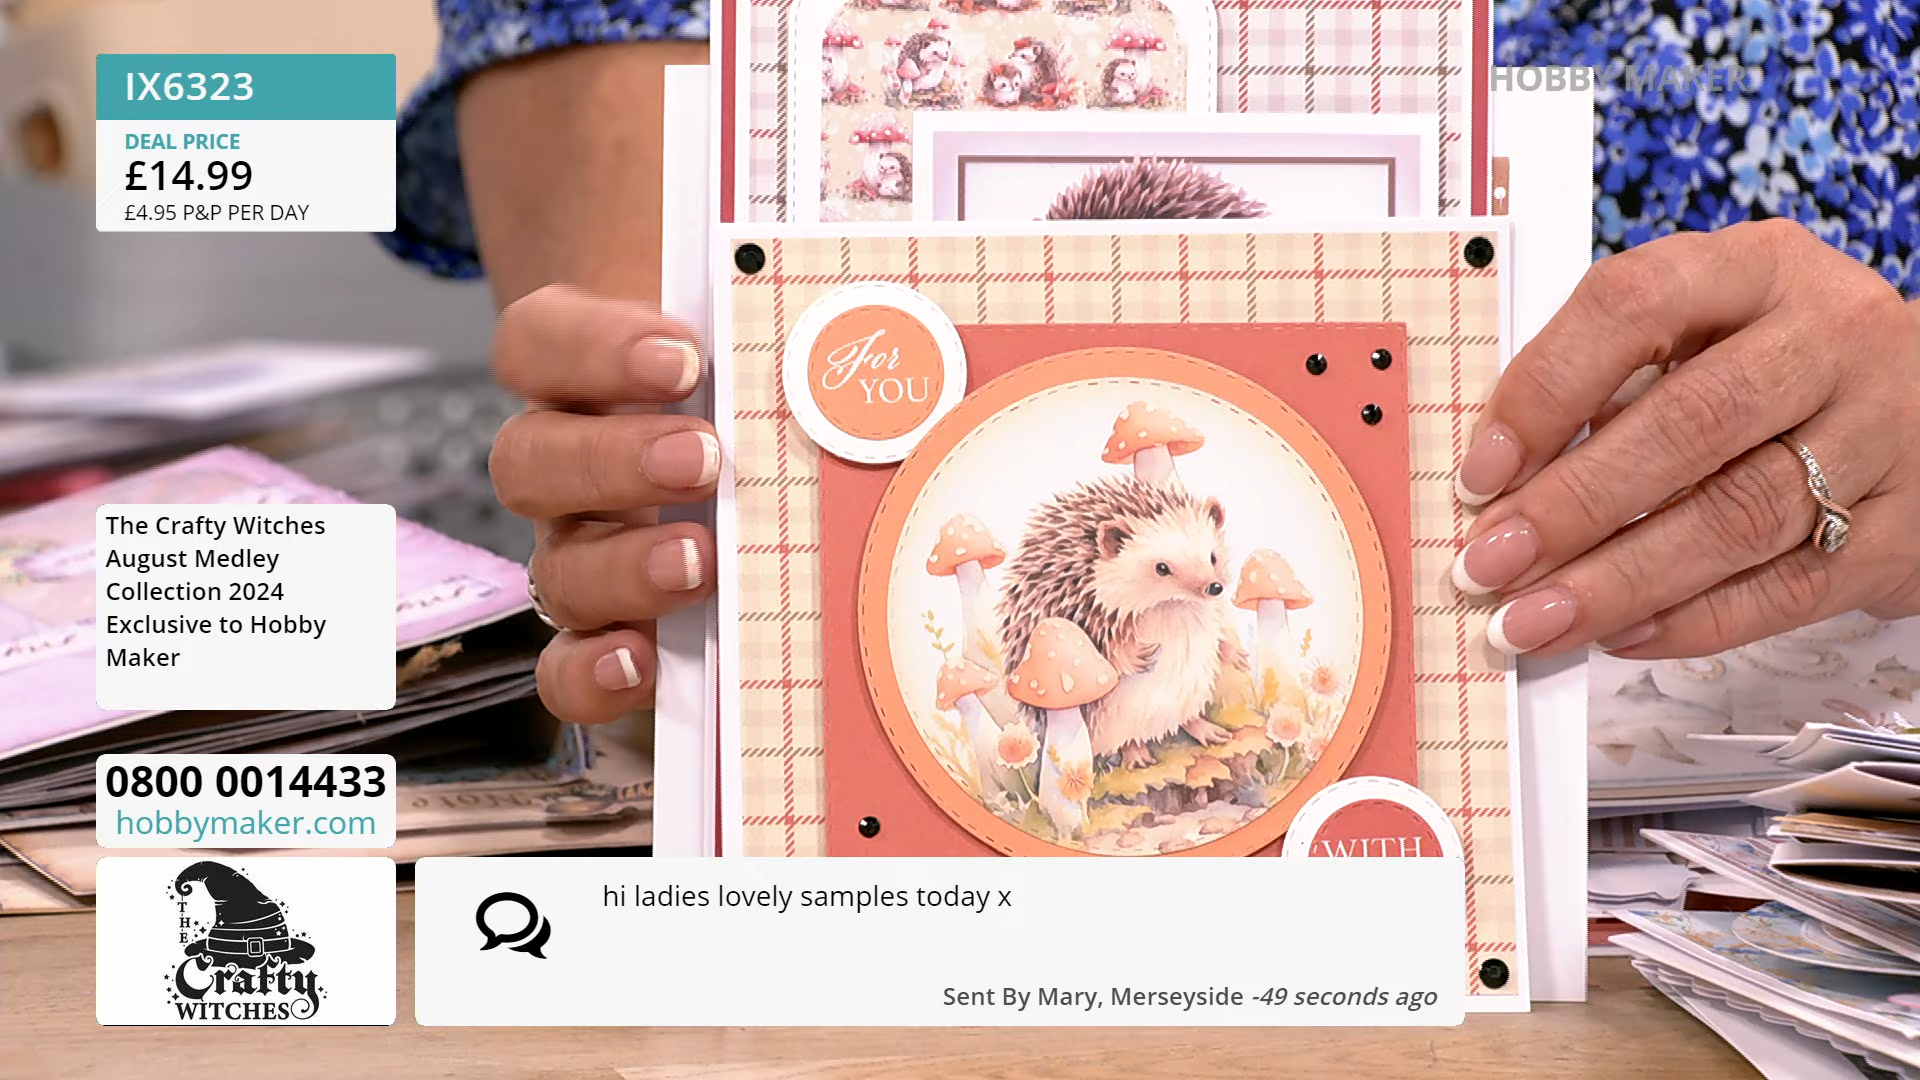 IX6323
DEAL PRICE
£14.99
£4.95 P&P PER DAY
HOBBY MAKER
For
YOU
The Crafty Witches
August Medley
Collection 2024
Exclusive to Hobby
Maker
0800 0014433
hobbymaker.com
WITH
THE
Crafty
WITCHES
hi ladies lovely samples today x
Sent By Mary, Merseyside -49 seconds ago